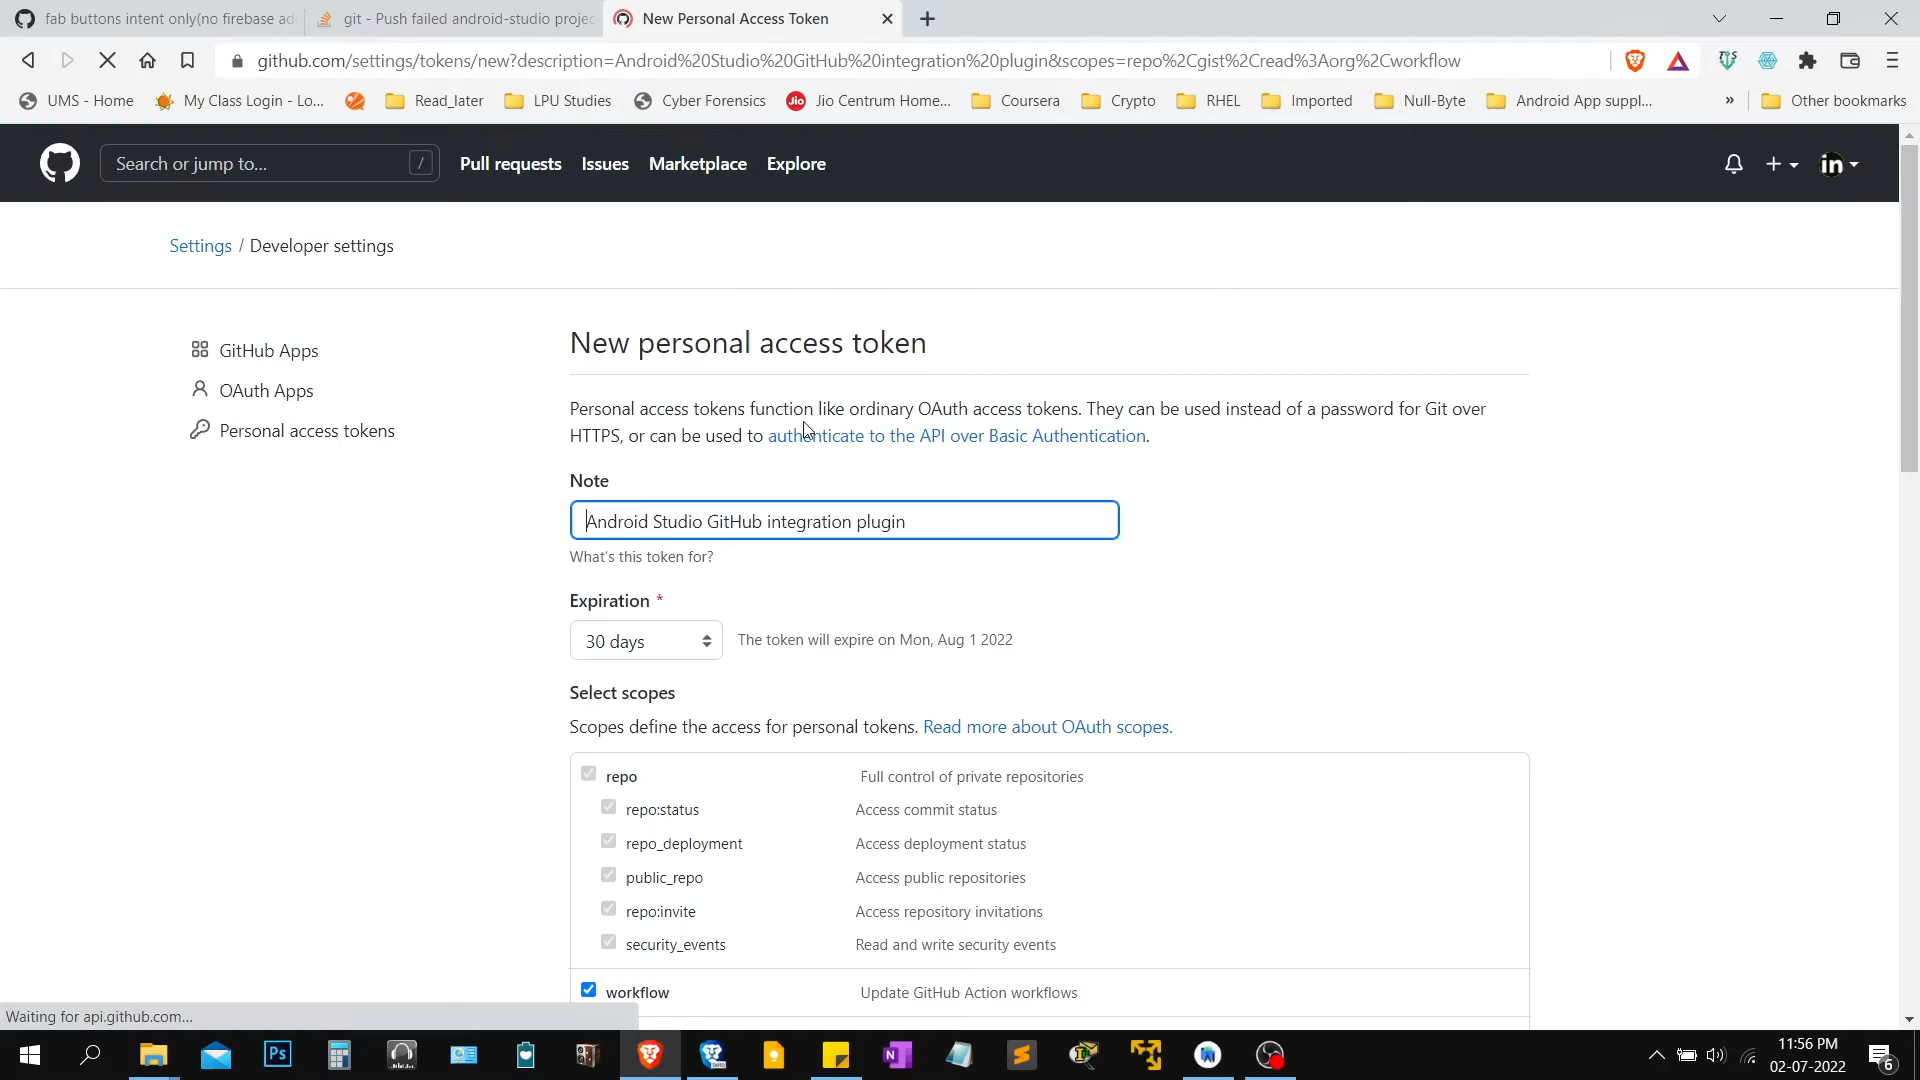 fab buttons intent only(no firebase ad
git - Push failed android-studio projec
New Personal Access Token
github.com/settings/tokens/new?description=Android%20Studio%20GitHub%20integration%20plugin&scopes=repo%2Cgist%2Cread%3Aorg%2Cworkflow
UMS - Home
My Class Login - Lo...
Read_later
LPU Studies
Cyber Forensics
Jio
Jio Centrum Home...
Coursera
Crypto
RHEL
Imported
Null-Byte
Android App suppl...
»
Other bookmarks
Search or jump to...
/
Pull requests
Issues
Marketplace
Explore
in
Settings / Developer settings
GitHub Apps
OAuth Apps
Personal access tokens
New personal access token
Personal access tokens function like ordinary OAuth access tokens. They can be used instead of a password for Git over
HTTPS, or can be used to authenticate to the API over Basic Authentication.
Note
Android Studio GitHub integration plugin
What's this token for?
Expiration *
30 days
The token will expire on Mon, Aug 1 2022
Select scopes
Scopes define the access for personal tokens. Read more about OAuth scopes.
repo Full control of private repositories
repo:status Access commit status
repo_deployment Access deployment status
public_repo Access public repositories
repo:invite Access repository invitations
security_events Read and write security events
workflow Update GitHub Action workflows
Waiting for api.github.com...
Ps
beta
N
S
11:56 PM
02-07-2022
6